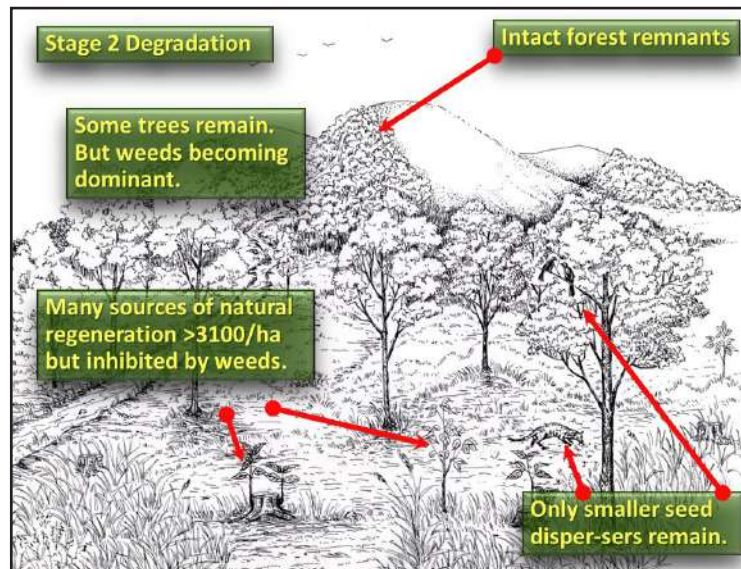 Stage 2 Degradation
Intact forest remnants
Some trees remain.
But weeds becoming
dominant.
Many sources of natural
regeneration >3100/ha
but inhibited by weeds.
Only smaller seed
disper-sers remain.